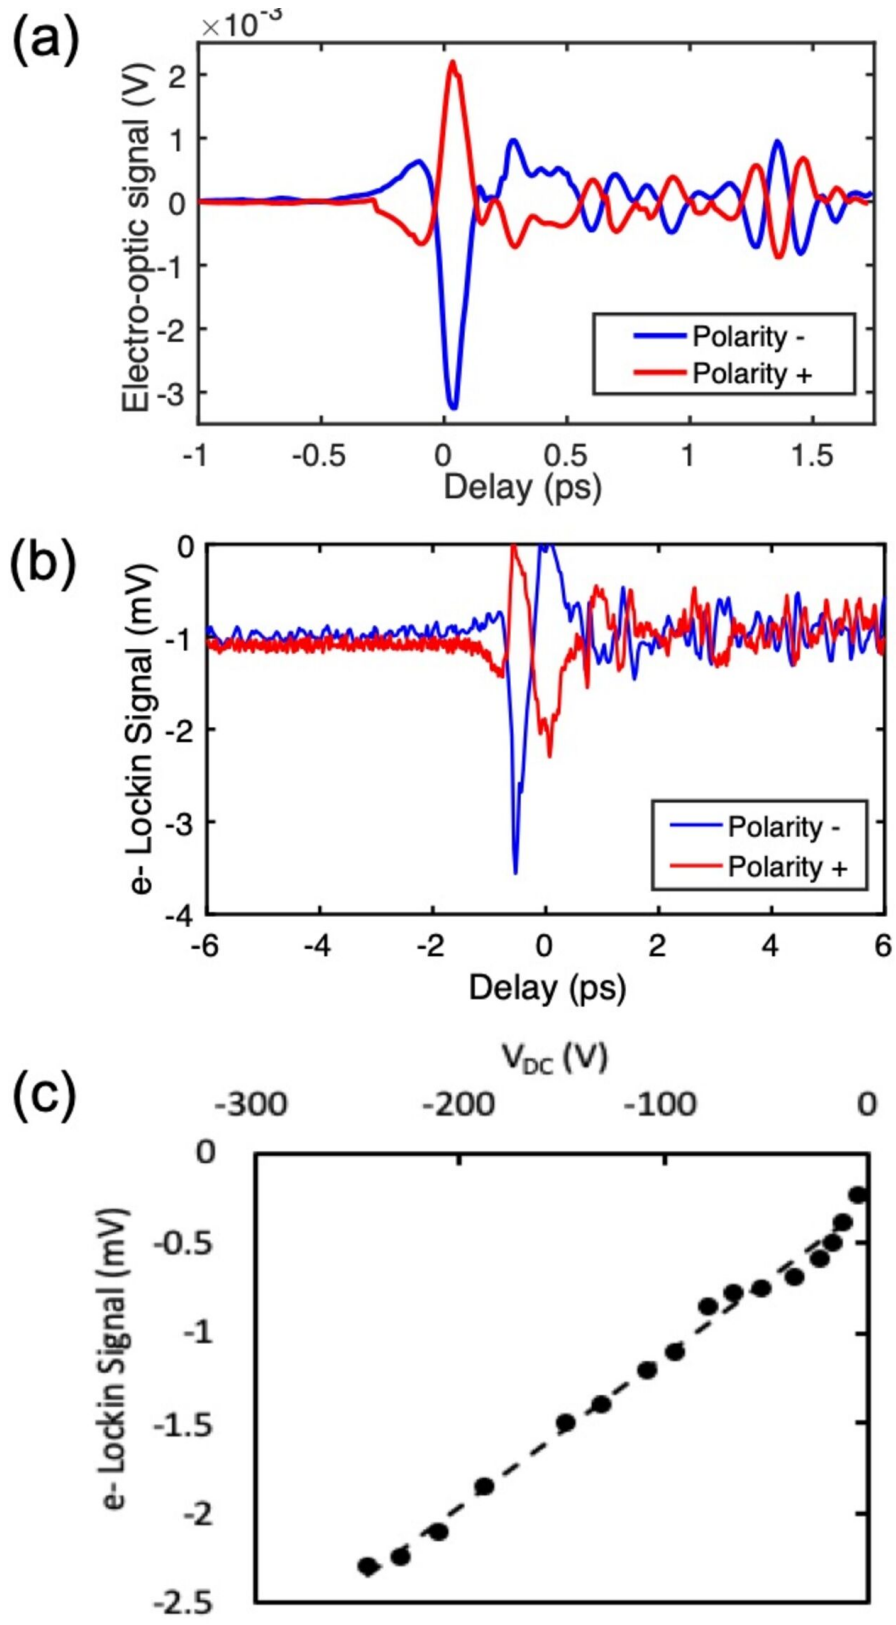 (a)
×10⁻³
Electro-optic signal (V)
2
1
0
-1
-2
-3
Polarity -
Polarity +
-1 -0.5 0 0.5 1 1.5
Delay (ps)
(b)
e- Lockin Signal (mV)
0
-1
-2
-3
-4
Polarity -
Polarity +
-6 -4 -2 0 2 4 6
Delay (ps)
(c)
V_DC (V)
-300 -200 -100 0
e- Lockin Signal (mV)
0
-0.5
-1
-1.5
-2
-2.5